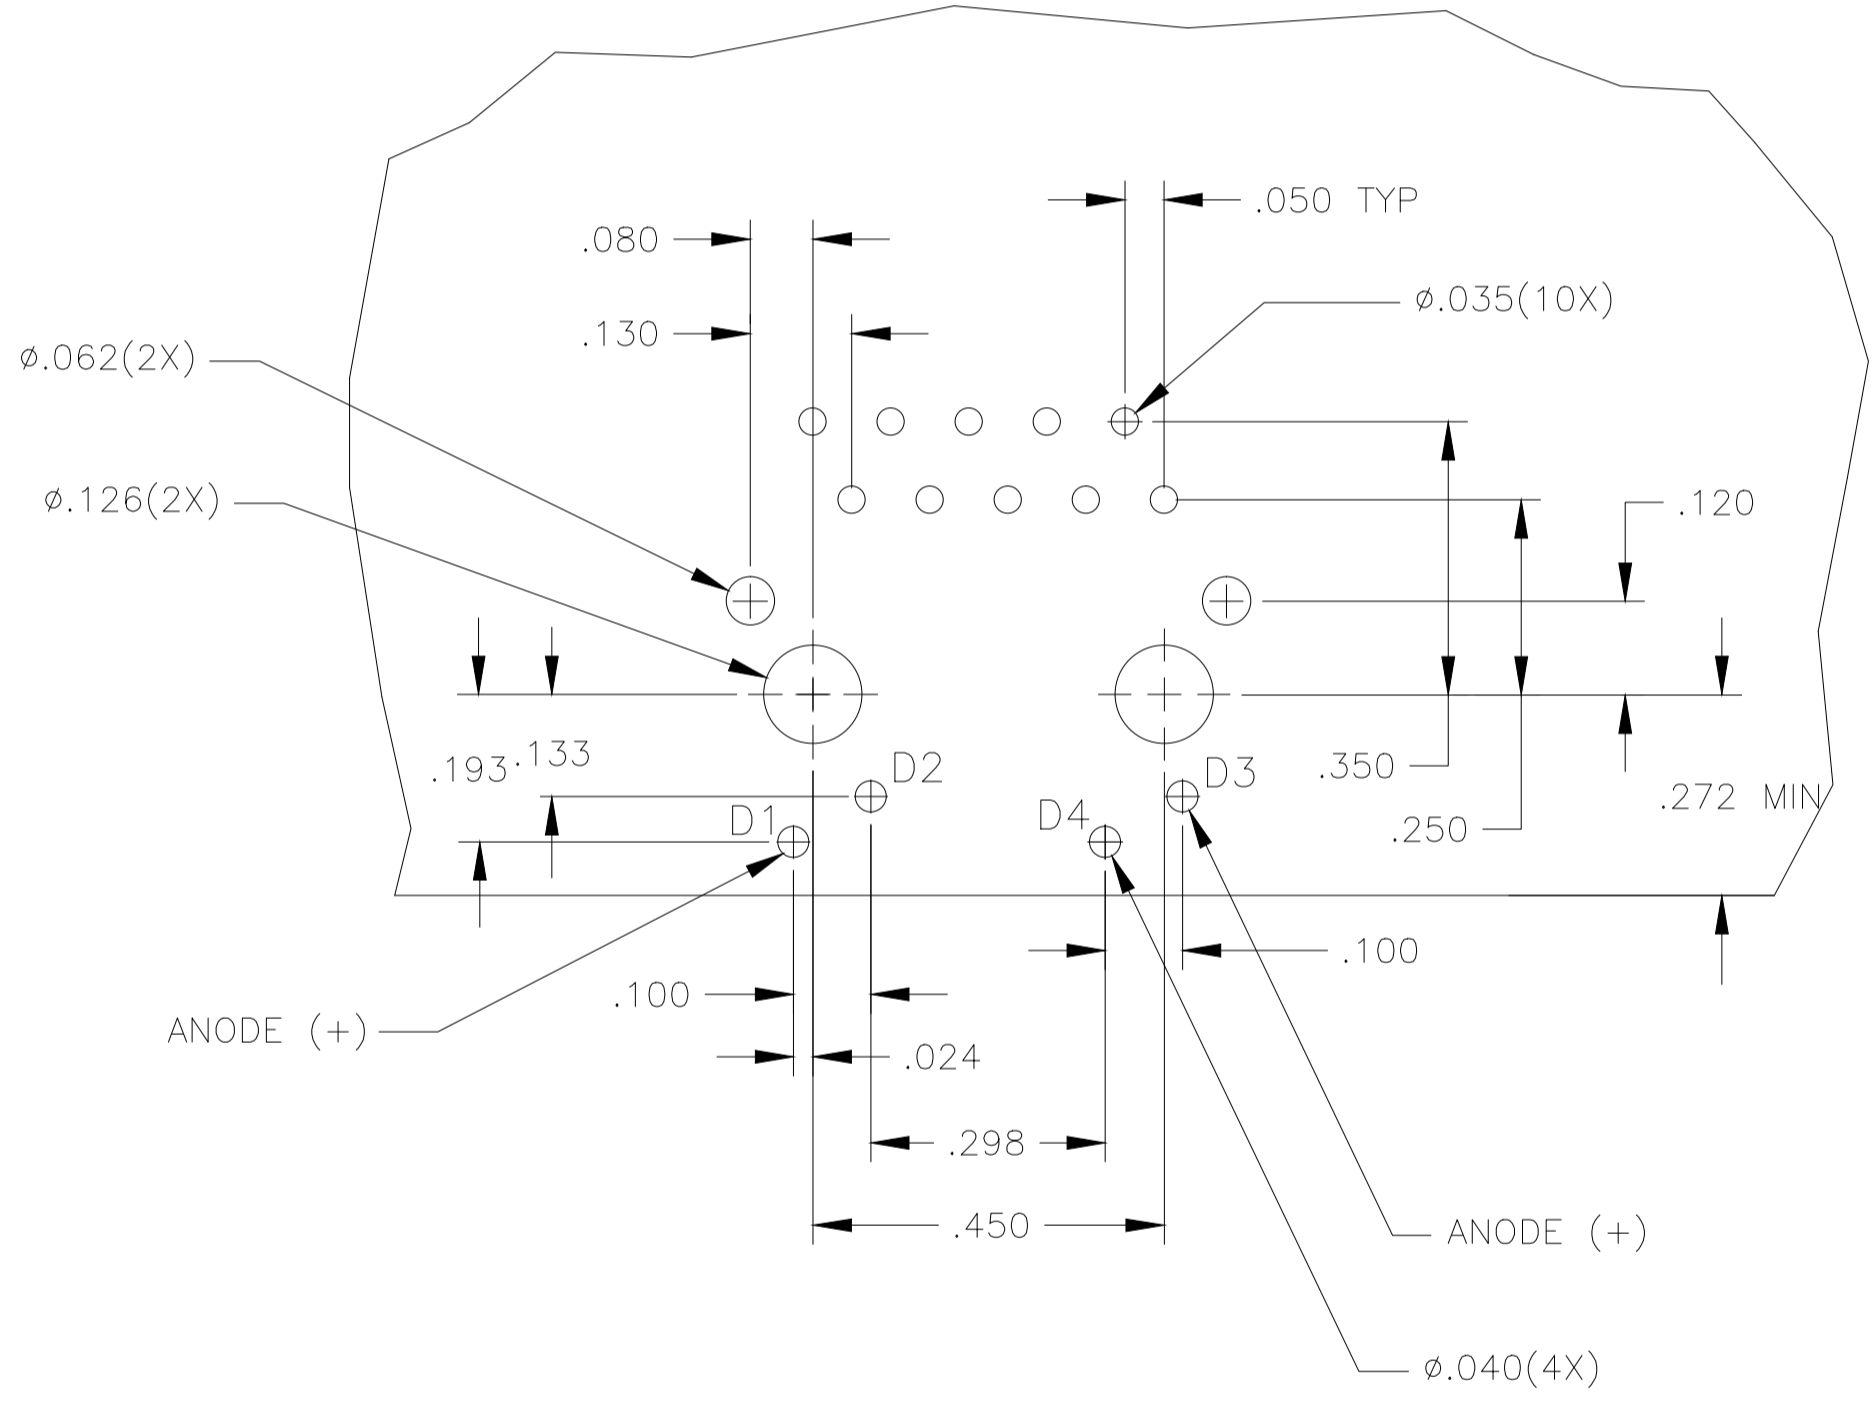 .050 TYP
.080
⌀.035(10X)
.130
⌀.062(2X)
⌀.126(2X)
.120
.193
.133
D2
D3
.350
.272 MIN
D1
D4
.250
.100
.100
ANODE (+)
.024
.298
.450
ANODE (+)
⌀.040(4X)